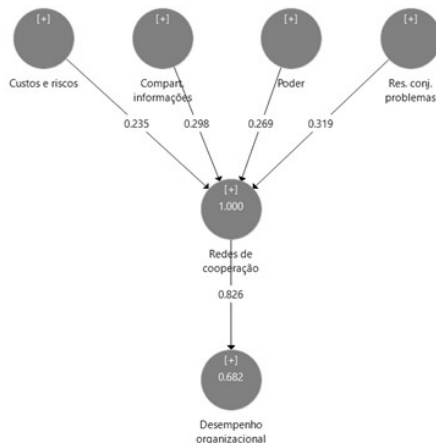 [+]
[+]
[+]
[+]
Custos e riscos
Compart.
informações
Poder
Res. conj.
problemas
0.235
0.298
0.269
0.319
[+]
1.000
Redes de
cooperação
0.826
[+]
0.682
Desempenho
organizacional